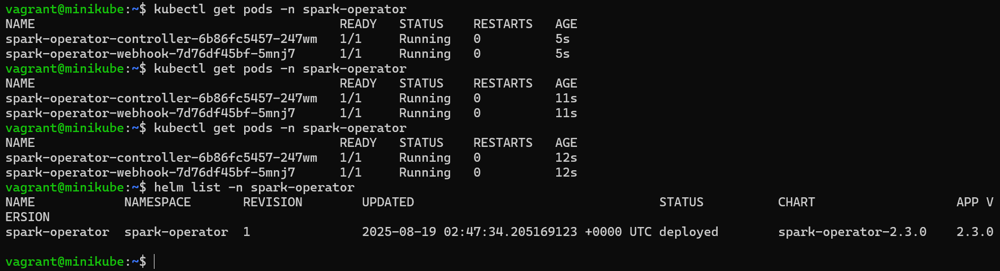 vagrant@minikube:~$ kubectl get pods -n spark-operator
NAME                                         READY   STATUS    RESTARTS   AGE
spark-operator-controller-6b86fc5457-247wm   1/1     Running   0          5s
spark-operator-webhook-7d76df45bf-5mnj7      1/1     Running   0          5s
vagrant@minikube:~$ kubectl get pods -n spark-operator
NAME                                         READY   STATUS    RESTARTS   AGE
spark-operator-controller-6b86fc5457-247wm   1/1     Running   0          11s
spark-operator-webhook-7d76df45bf-5mnj7      1/1     Running   0          11s
vagrant@minikube:~$ kubectl get pods -n spark-operator
NAME                                         READY   STATUS    RESTARTS   AGE
spark-operator-controller-6b86fc5457-247wm   1/1     Running   0          12s
spark-operator-webhook-7d76df45bf-5mnj7      1/1     Running   0          12s
vagrant@minikube:~$ helm list -n spark-operator
NAME            NAMESPACE       REVISION        UPDATED                                 STATUS          CHART                   APP V
ERSION
spark-operator  spark-operator  1               2025-08-19 02:47:34.205169123 +0000 UTC deployed        spark-operator-2.3.0    2.3.0
vagrant@minikube:~$